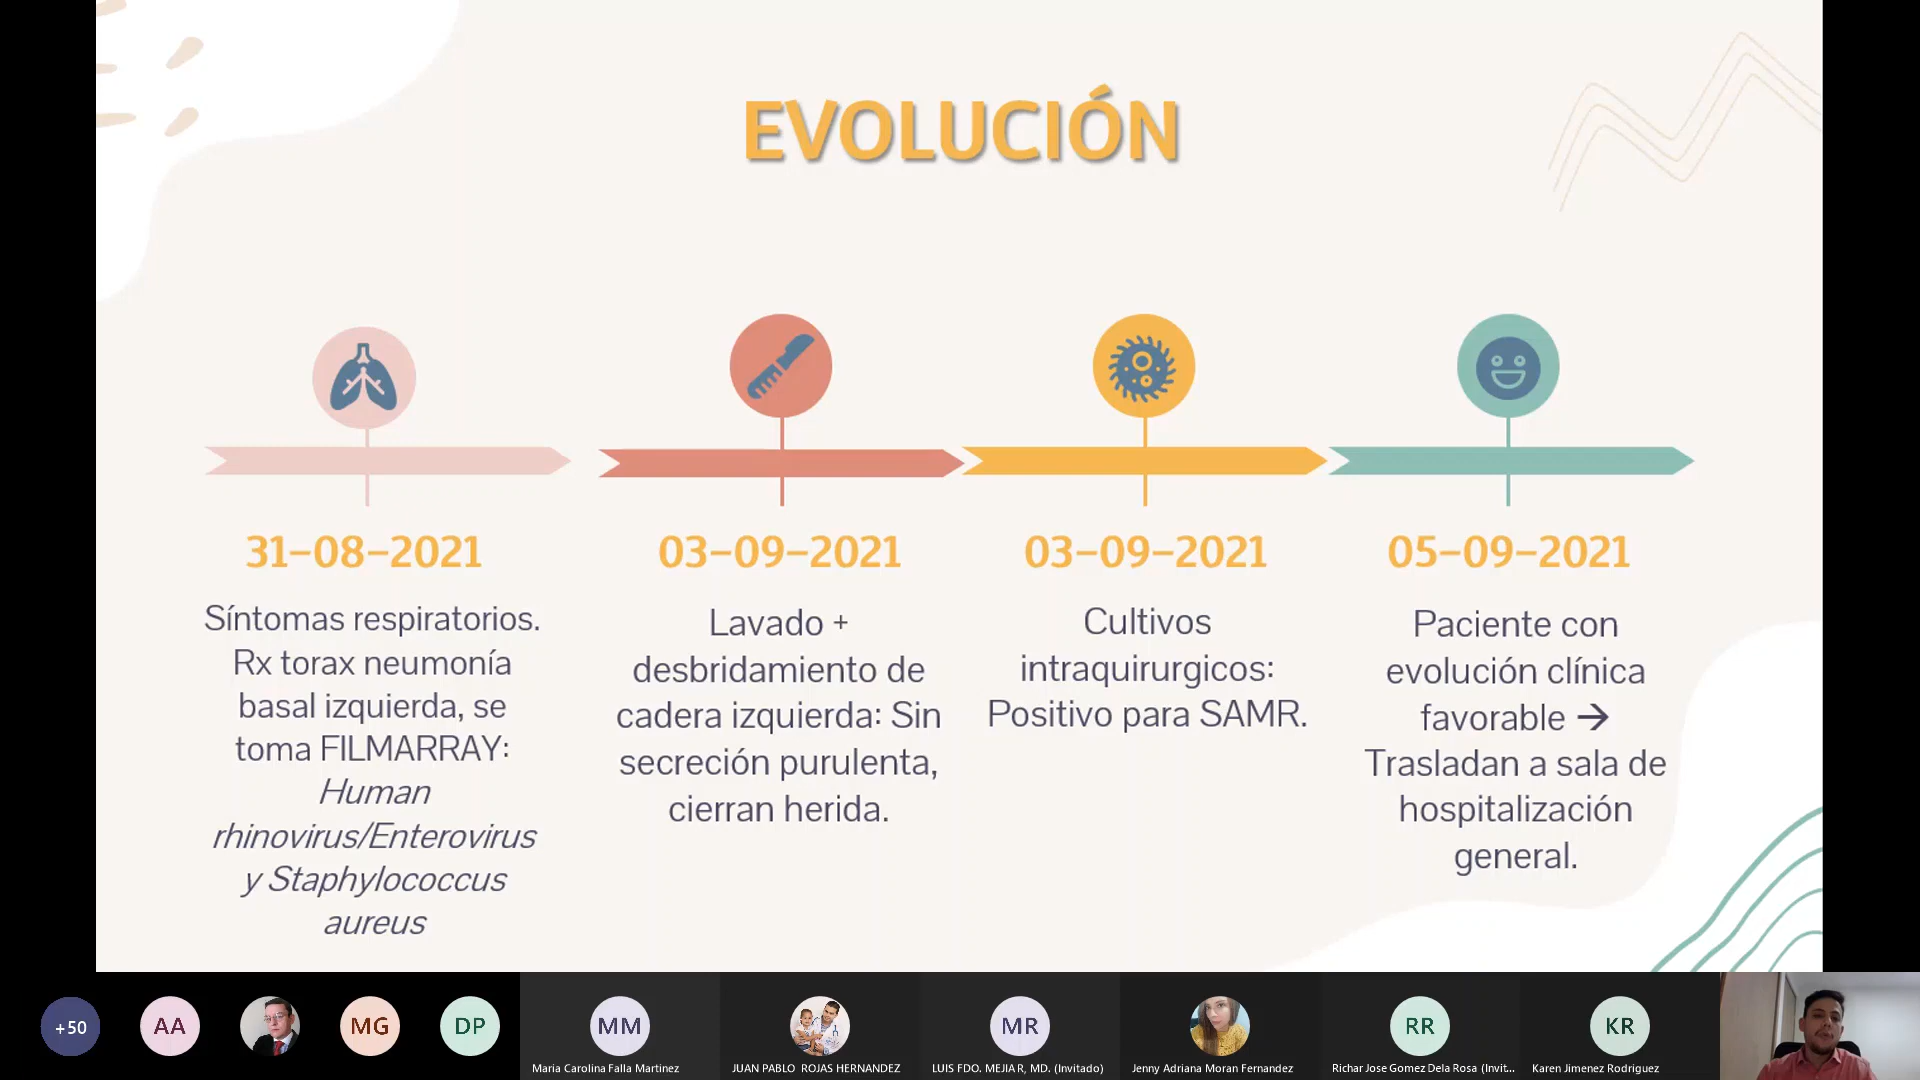 EVOLUCIÓN
31-08-2021
Síntomas respiratorios.
Rx torax neumonía
basal izquierda, se
toma FILMARRAY:
Human
rhinovirus/Enterovirus
y Staphylococcus
aureus
03-09-2021
Lavado +
desbridamiento de
cadera izquierda: Sin
secreción purulenta,
cierran herida.
03-09-2021
Cultivos
intraquirurgicos:
Positivo para SAMR.
05-09-2021
Paciente con
evolución clínica
favorable →
Trasladan a sala de
hospitalización
general.
+50
AA
MG
DP
MM
Maria Carolina Falla Martinez
JUAN PABLO ROJAS HERNANDEZ
MR
LUIS FDO. MEJIA R, MD. (Invitado)
Jenny Adriana Moran Fernandez
RR
Richar Jose Gomez Dela Rosa (Invit...
KR
Karen Jimenez Rodriguez